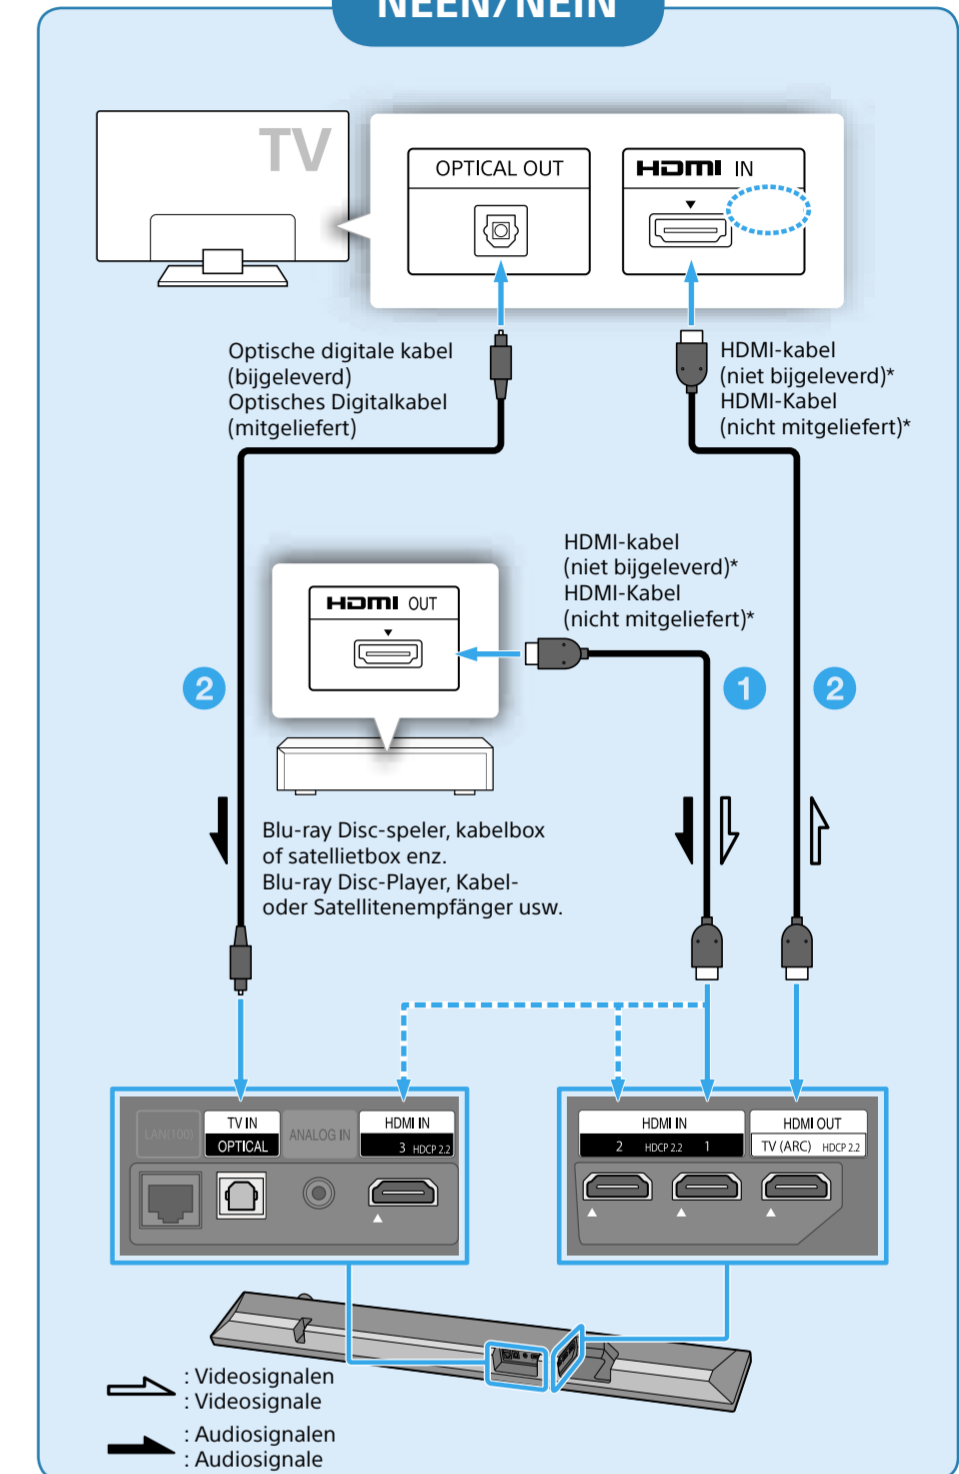 NEEN/NEIN
TV
OPTICAL OUT
HDMI IN
Optische digitale kabel
(bijgeleverd)
Optisches Digitalkabel
(mitgeliefert)
HDMI-kabel
(niet bijgeleverd)*
HDMI-Kabel
(nicht mitgeliefert)*
HDMI-kabel
(niet bijgeleverd)*
HDMI-Kabel
(nicht mitgeliefert)*
HDMI OUT
2
1
2
Blu-ray Disc-speler, kabelbox
of satellietbox enz.
Blu-ray Disc-Player, Kabel-
oder Satellitenempfänger usw.
LAN(100)
TV IN
OPTICAL
ANALOG IN
HDMI IN
3 HDCP 2.2
HDMI IN
2 HDCP 2.2 1
HDMI OUT
TV (ARC) HDCP 2.2
: Videosignalen
: Videosignale
: Audiosignalen
: Audiosignale